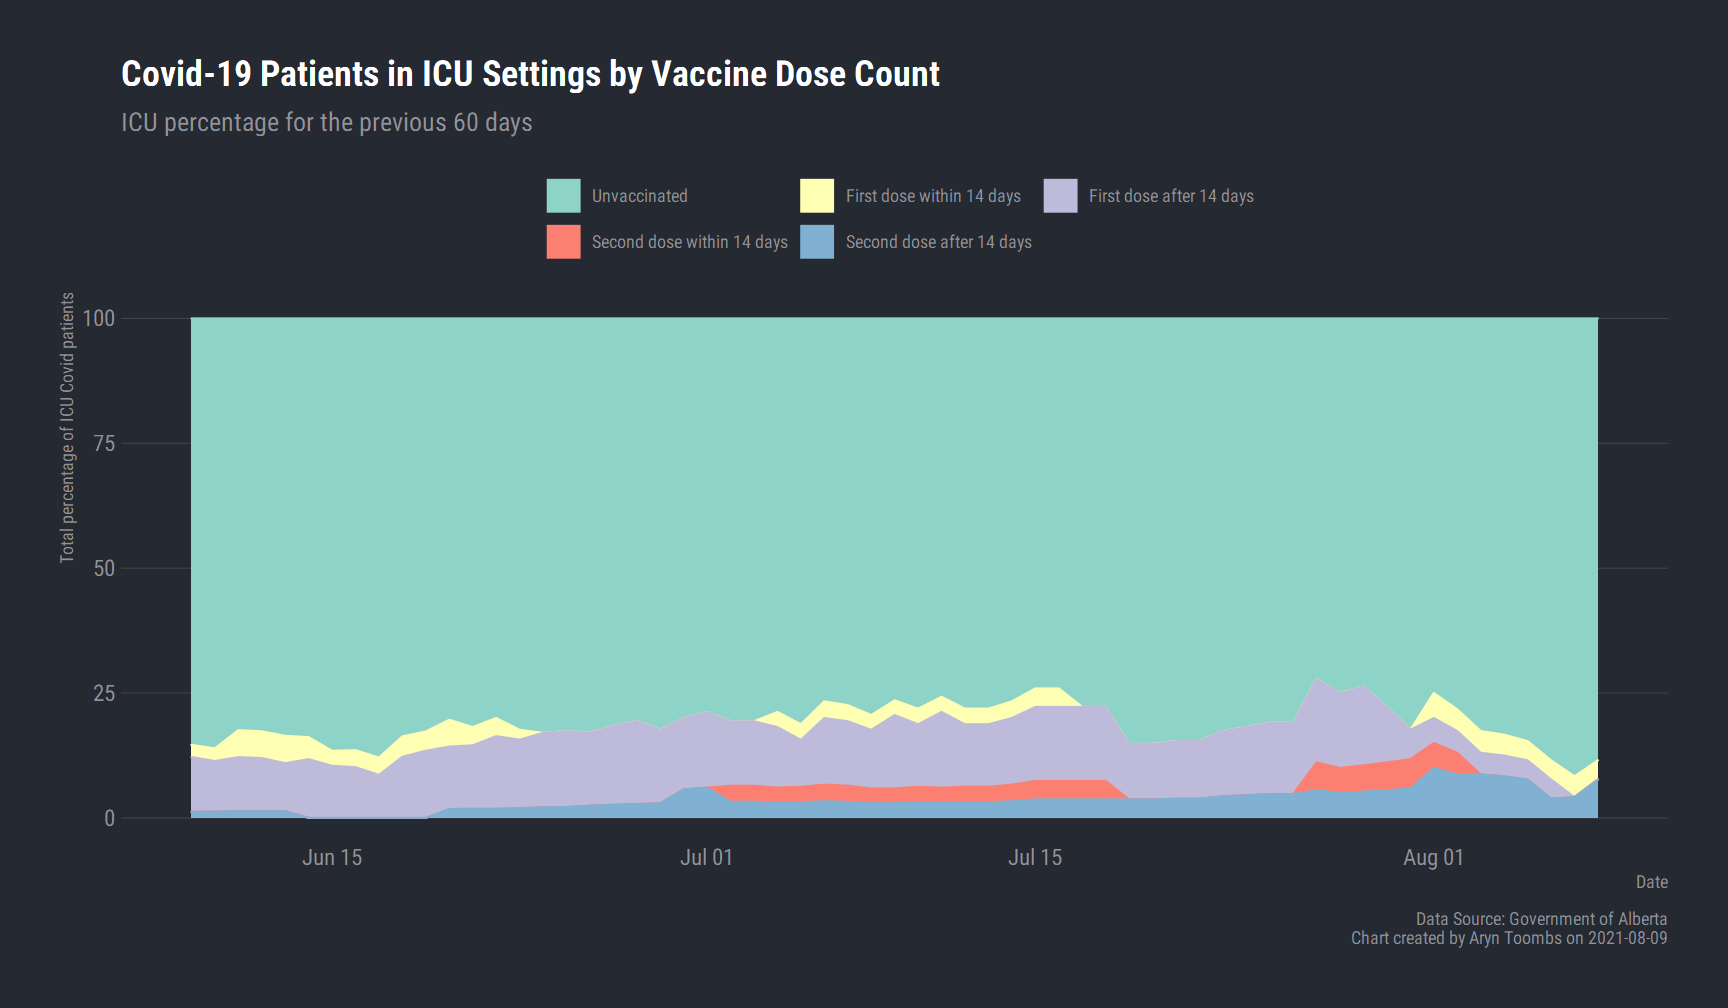 Covid-19 Patients in ICU Settings by Vaccine Dose Count
ICU percentage for the previous 60 days
Unvaccinated
First dose within 14 days
First dose after 14 days
Second dose within 14 days
Second dose after 14 days
Total percentage of ICU Covid patients
100
75
50
25
0
Jun 15
Jul 01
Jul 15
Aug 01
Date
Data Source: Government of Alberta
Chart created by Aryn Toombs on 2021-08-09